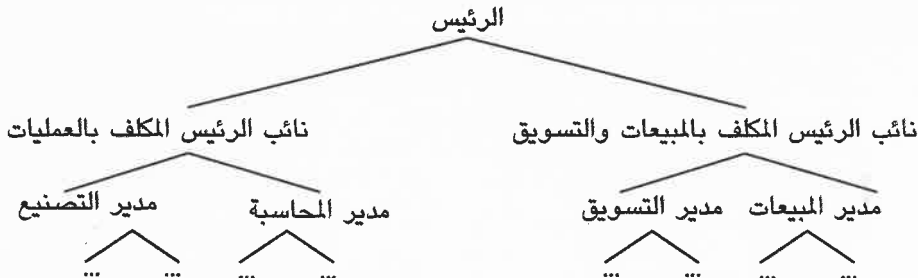 الرئيس
نائب الرئيس المكلف بالمبيعات والتسويق
نائب الرئيس المكلف بالعمليات
مدير المبيعات
مدير التسويق
مدير المحاسبة
مدير التصنيع
... ... ... ... ... ... ... ...